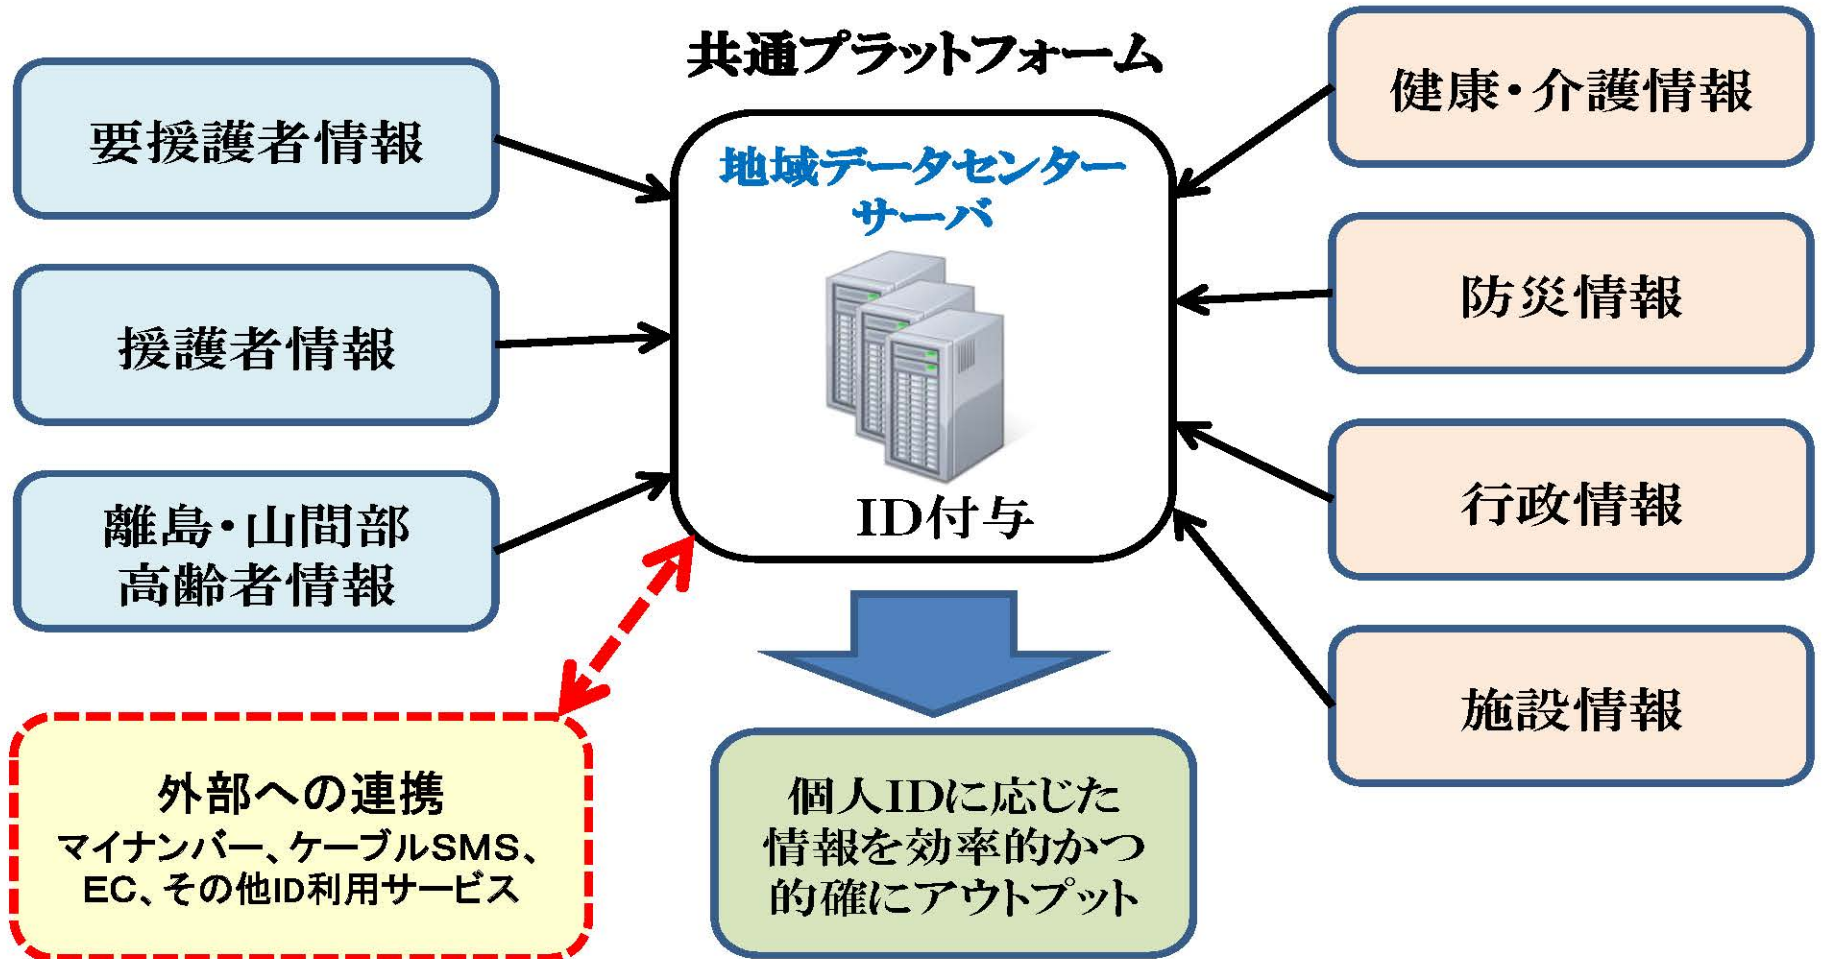 共通プラットフォーム
要援護者情報
援護者情報
離島・山間部
高齢者情報
地域データセンター
サーバ
ID付与
健康・介護情報
防災情報
行政情報
施設情報
外部への連携
マイナンバー、ケーブルSMS、
EC、その他ID利用サービス
個人IDに応じた
情報を効率的かつ
的確にアウトプット